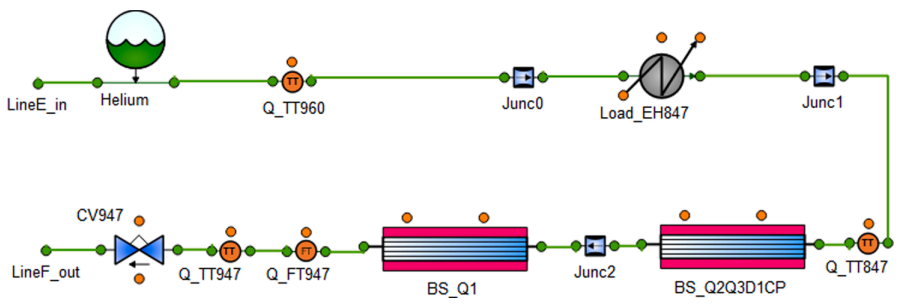 TT
LineE_in
Helium
Q_TT960
Junc0
Load_EH847
Junc1
CV947
TT
FT
TT
LineF_out
Q_TT947
Q_FT947
BS_Q1
Junc2
BS_Q2Q3D1CP
Q_TT847